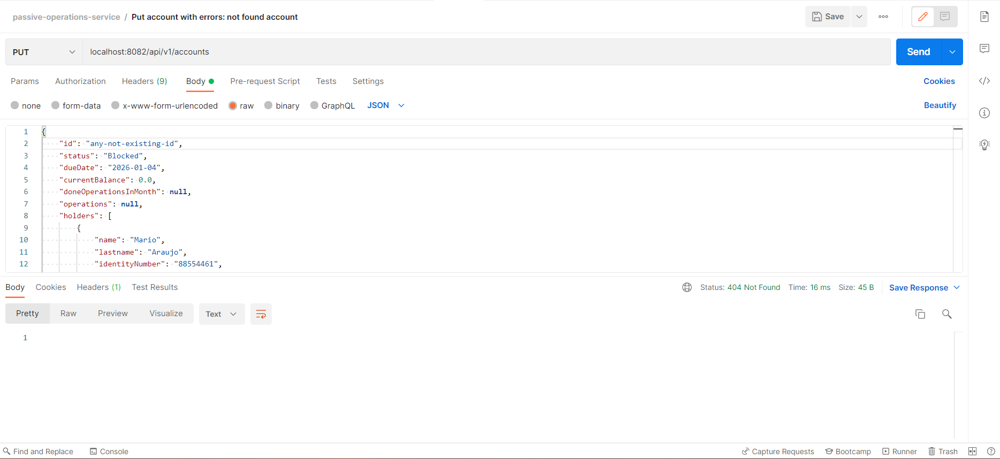 passive-operations-service / Put account with errors: not found account
Save
PUT
localhost:8082/api/v1/accounts
Send
Params Authorization Headers (9) Body Pre-request Script Tests Settings Cookies
none form-data x-www-form-urlencoded raw binary GraphQL JSON Beautify
1 {
2 "id": "any-not-existing-id",
3 "status": "Blocked",
4 "dueDate": "2026-01-04",
5 "currentBalance": 0.0,
6 "doneOperationsInMonth": null,
7 "operations": null,
8 "holders": [
9 {
10 "name": "Mario",
11 "lastname": "Araujo",
12 "identityNumber": "88554461",
Body Cookies Headers (1) Test Results Status: 404 Not Found Time: 16 ms Size: 45 B Save Response
Pretty Raw Preview Visualize Text
1
Find and Replace Console Capture Requests Bootcamp Runner Trash